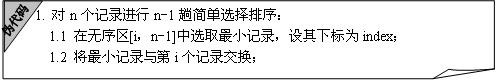 伪代码
1. 对 n 个记录进行 n-1 趟简单选择排序：
1.1 在无序区[i, n-1]中选取最小记录，设其下标为 index；
1.2 将最小记录与第 i 个记录交换；